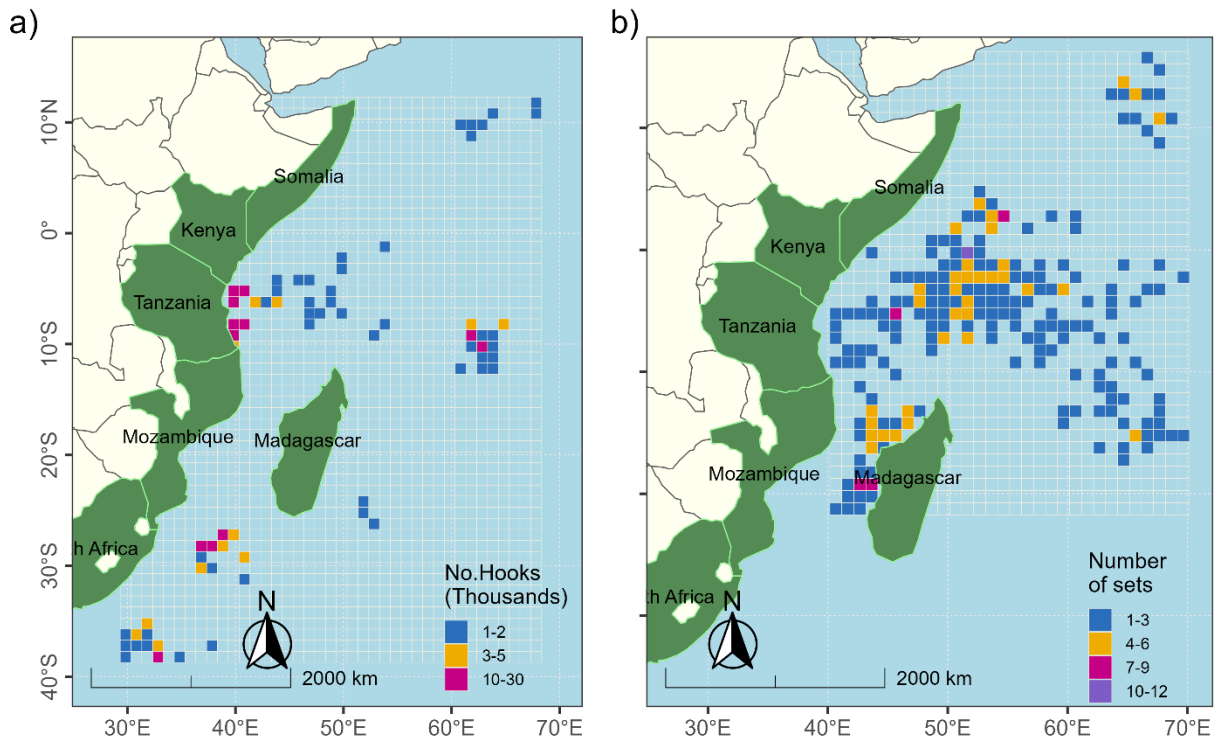 a)
10°N
0°
10°S
20°S
30°S
40°S
Somalia
Kenya
Tanzania
Mozambique
Madagascar
h Africa
No.Hooks
(Thousands)
1-2
3-5
10-30
N
2000 km
30°E
40°E
50°E
60°E
70°E
b)
Somalia
Kenya
Tanzania
Mozambique
Madagascar
th Africa
Number
of sets
1-3
4-6
7-9
10-12
N
2000 km
30°E
40°E
50°E
60°E
70°E